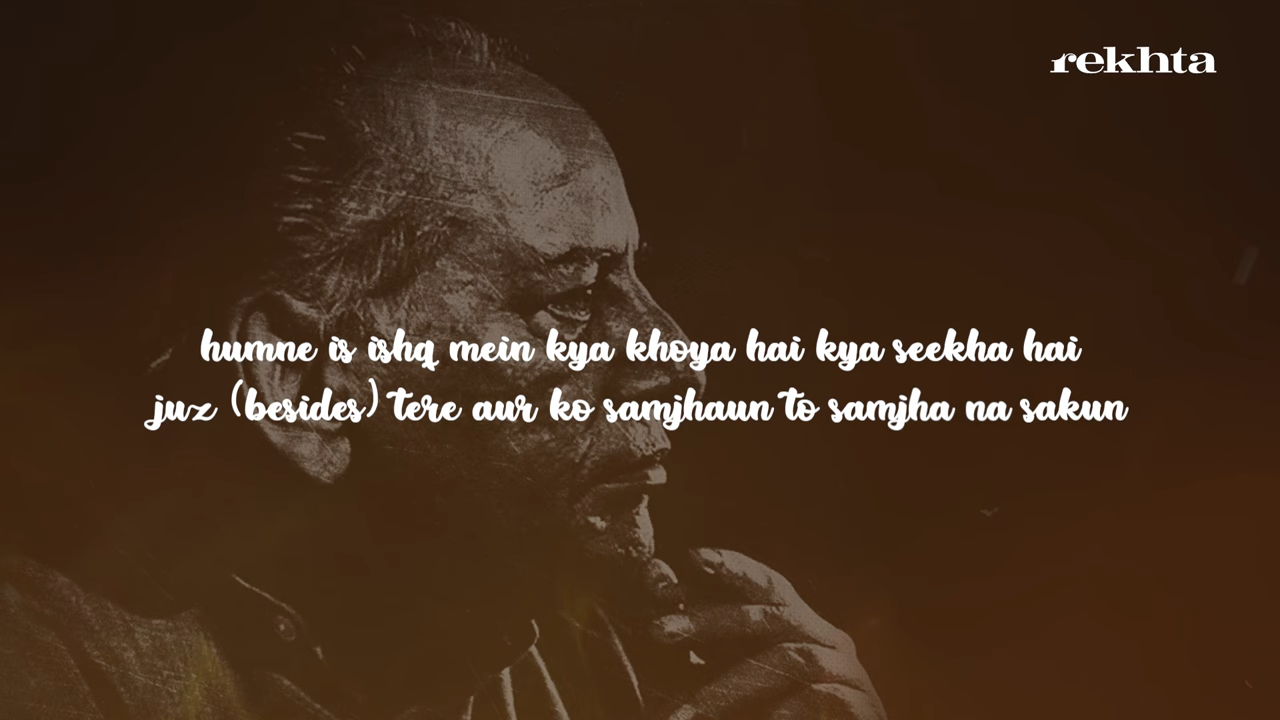 rekhta
humne is ishq mein kya khoya hai kya seekha hai
juz (besides) tere aur ko samjhaun to samjha na sakun